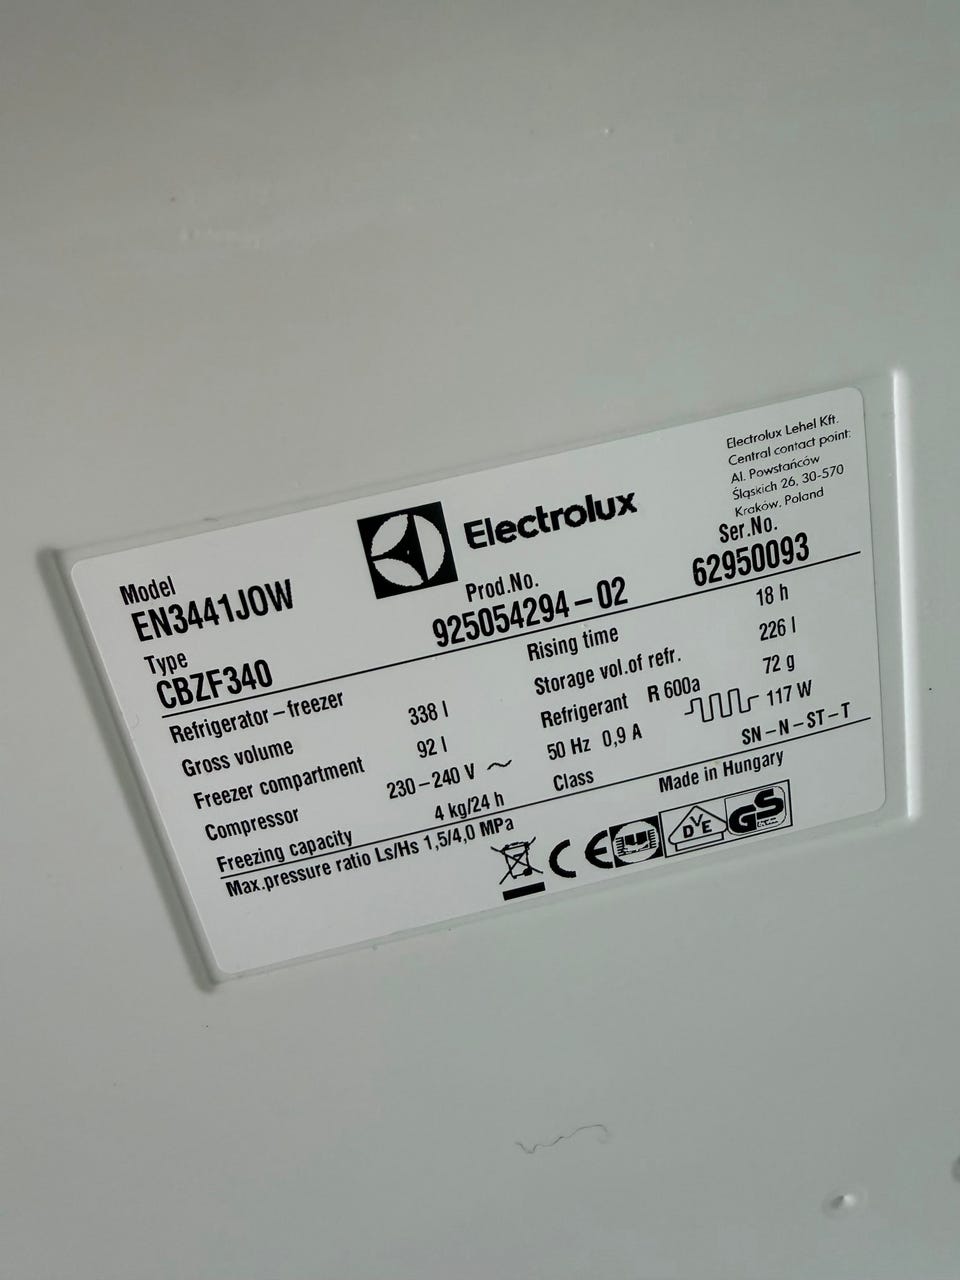 Electrolux Lehel Kft.
Central contact point:
Al. Powstańców
Śląskich 26, 30-570
Kraków, Poland
Electrolux
Model
EN3441JOW
Prod.No.
925054294-02
Ser.No.
62950093
Type
CBZF340
Refrigerator-freezer
Rising time 18 h
Gross volume 338 l
Storage vol.of refr. 226 l
Freezer compartment 92 l
Refrigerant R 600a 72 g
Compressor 230-240 V ~
50 Hz 0,9 A 117 W
Freezing capacity 4 kg/24 h
Class SN-N-ST-T
Max.pressure ratio Ls/Hs 1,5/4,0 MPa
Made in Hungary
CE
DVE
GS